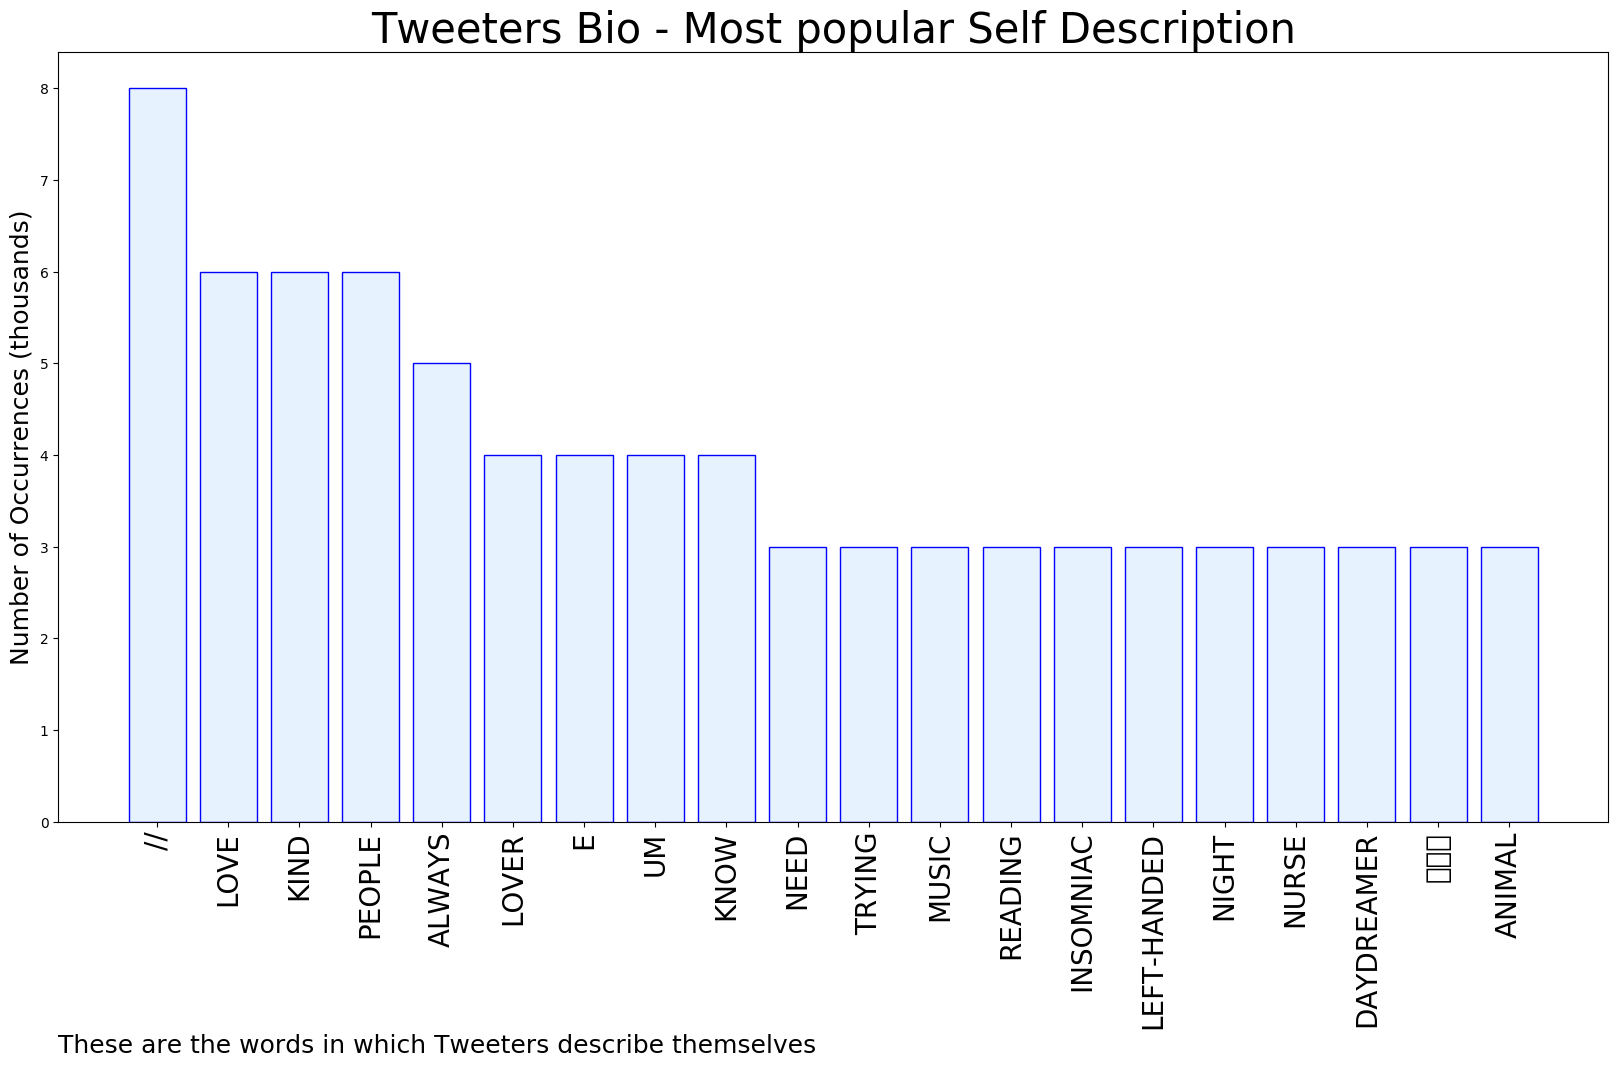 Tweeters Bio - Most popular Self Description
Number of Occurrences (thousands)
8
7
6
5
4
3
2
1
0
//
LOVE
KIND
PEOPLE
ALWAYS
LOVER
E
UM
KNOW
NEED
TRYING
MUSIC
READING
INSOMNIAC
LEFT-HANDED
NIGHT
NURSE
DAYDREAMER
ANIMAL
These are the words in which Tweeters describe themselves